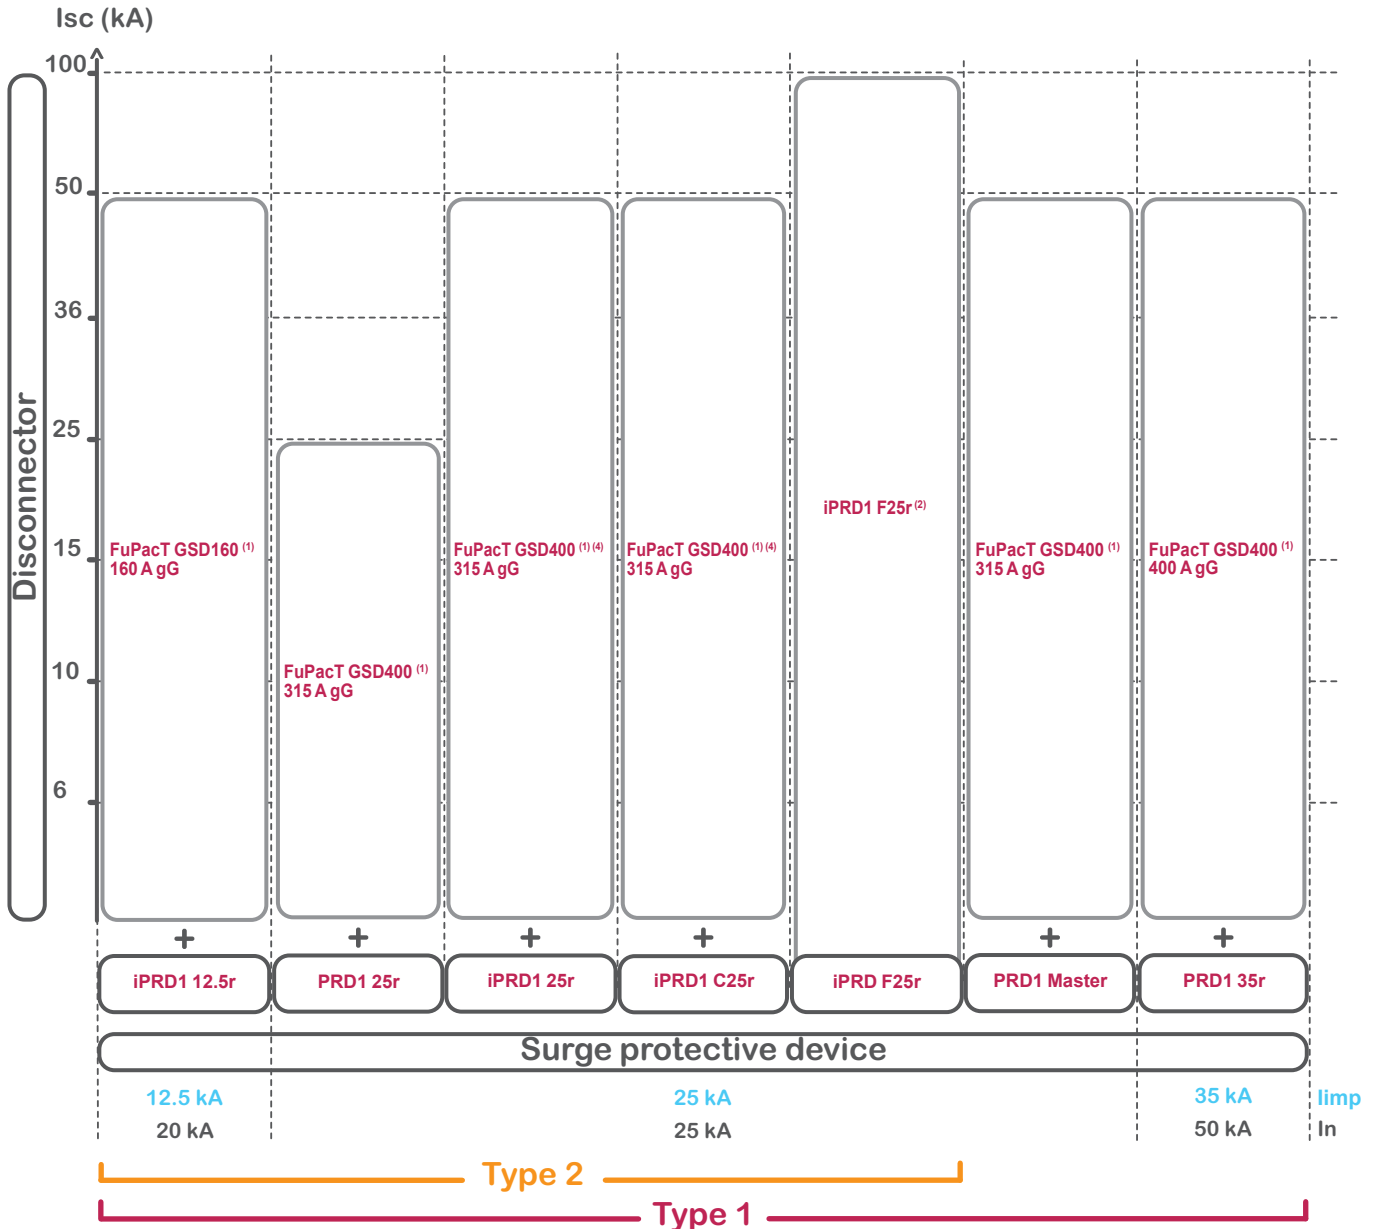 Isc (kA)
100
50
36
25
15
10
6
Disconnector
FuPacT GSD160 (1)
160 A gG
FuPacT GSD400 (1)
315 A gG
FuPacT GSD400 (1) (4)
315 A gG
FuPacT GSD400 (1) (4)
315 A gG
iPRD1 F25r (2)
FuPacT GSD400 (1)
315 A gG
FuPacT GSD400 (1)
400 A gG
+ + + + + +
iPRD1 12.5r
PRD1 25r
iPRD1 25r
iPRD1 C25r
iPRD F25r
PRD1 Master
PRD1 35r
Surge protective device
12.5 kA 25 kA 35 kA Iimp
20 kA 25 kA 50 kA In
Type 2
Type 1